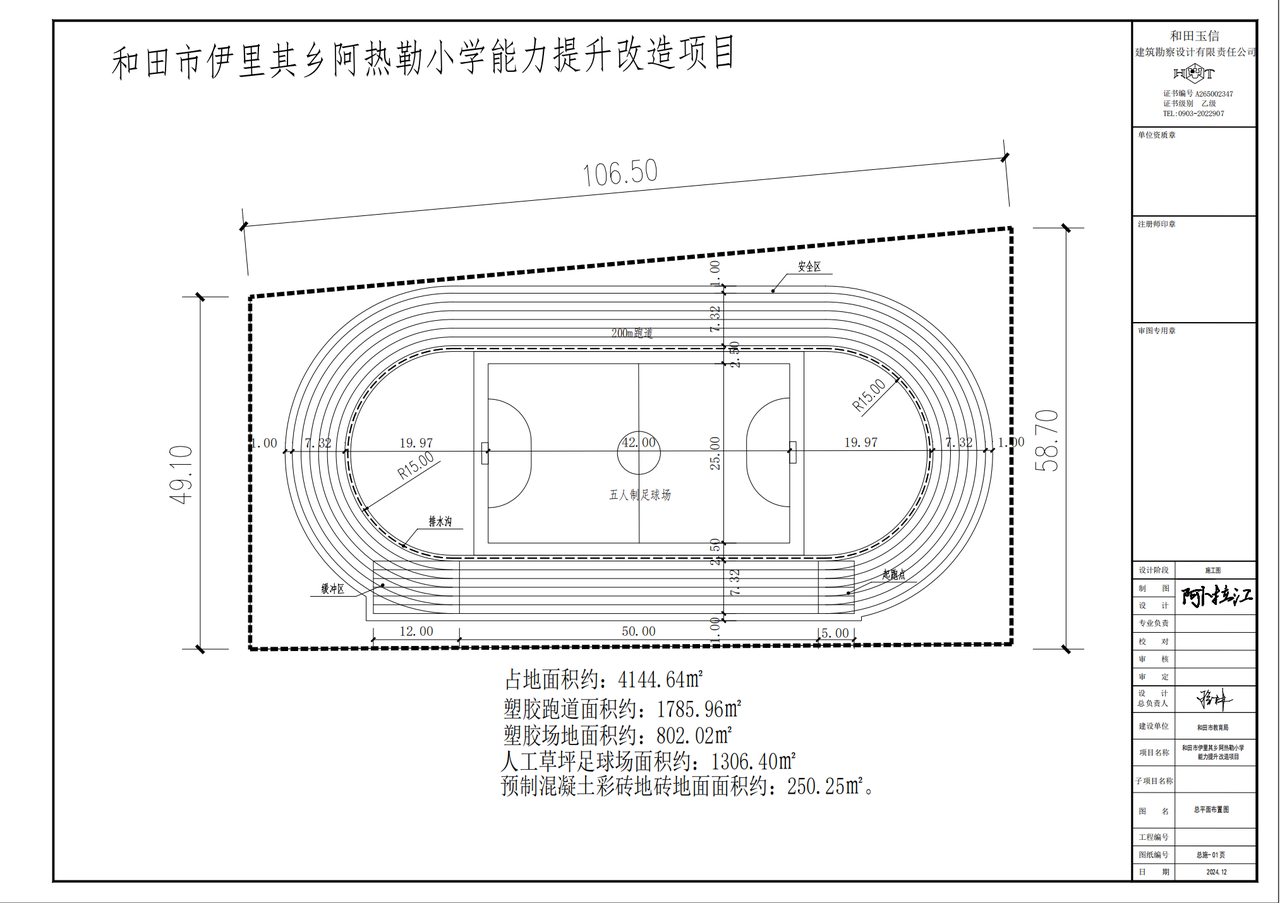 和田市伊里其乡阿热勒小学能力提升改造项目
106.50
49.10
58.70
安全区
1.00
7.32
2.50
200m跑道
R15.00
1.00
7.32
19.97
42.00
25.00
19.97
7.32
1.00
R15.00
五人制足球场
排水沟
2.50
缓冲区
7.32
起跑点
12.00
50.00
1.00
5.00
占地面积约：4144.64㎡
塑胶跑道面积约：1785.96㎡
塑胶场地面积约：802.02㎡
人工草坪足球场面积约：1306.40㎡
预制混凝土彩砖地砖地面面积约：250.25㎡。
和田玉信
建筑勘察设计有限责任公司
证书编号 A265002347
证书级别 乙级
TEL:0903-2022907
单位资质章
注册师印章
审图专用章
设计阶段 施工图
制 图
设 计
专业负责
校 对
审 核
审 定
设 计
总负责人
建设单位 和田市教育局
项目名称 和田市伊里其乡阿热勒小学
能力提升改造项目
子项目名称
图 名 总平面布置图
工程编号
图纸编号 总施-01页
日 期 2024.12